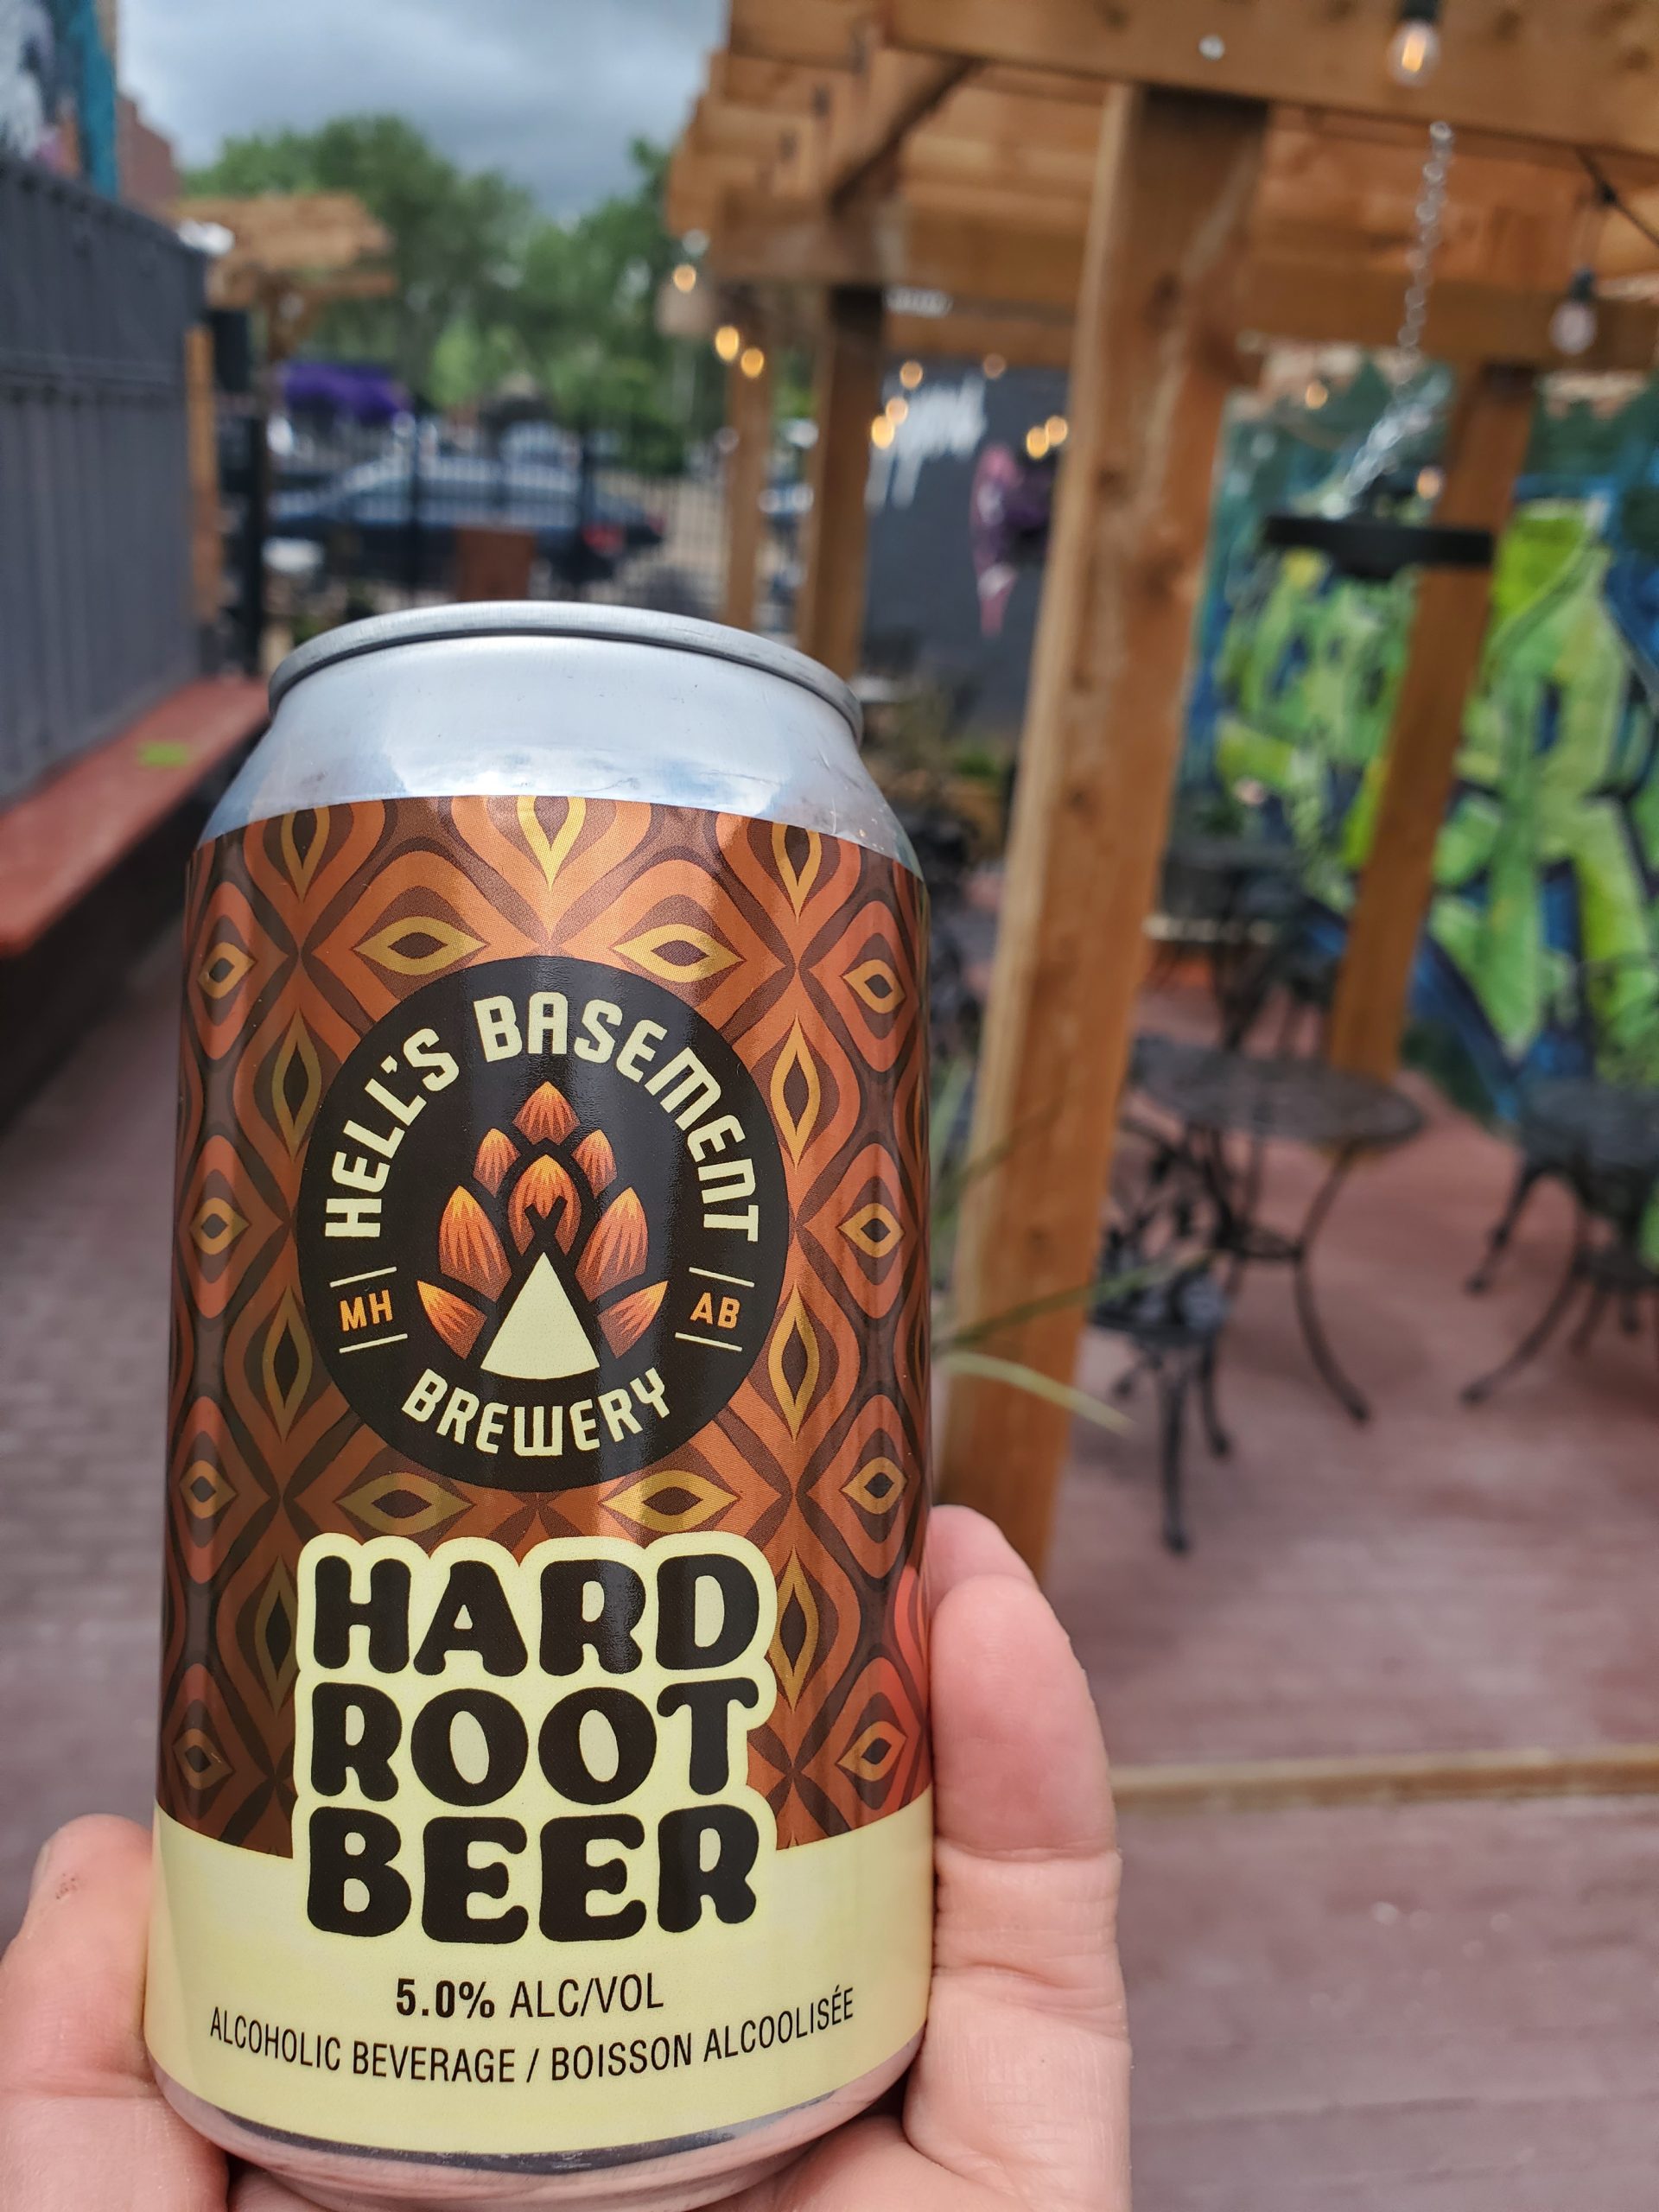 HELL'S BASEMENT
MH
AB
BREWERY
HARD
ROOT
BEER
5.0% ALC/VOL
ALCOHOLIC BEVERAGE / BOISSON ALCOOLISÉE